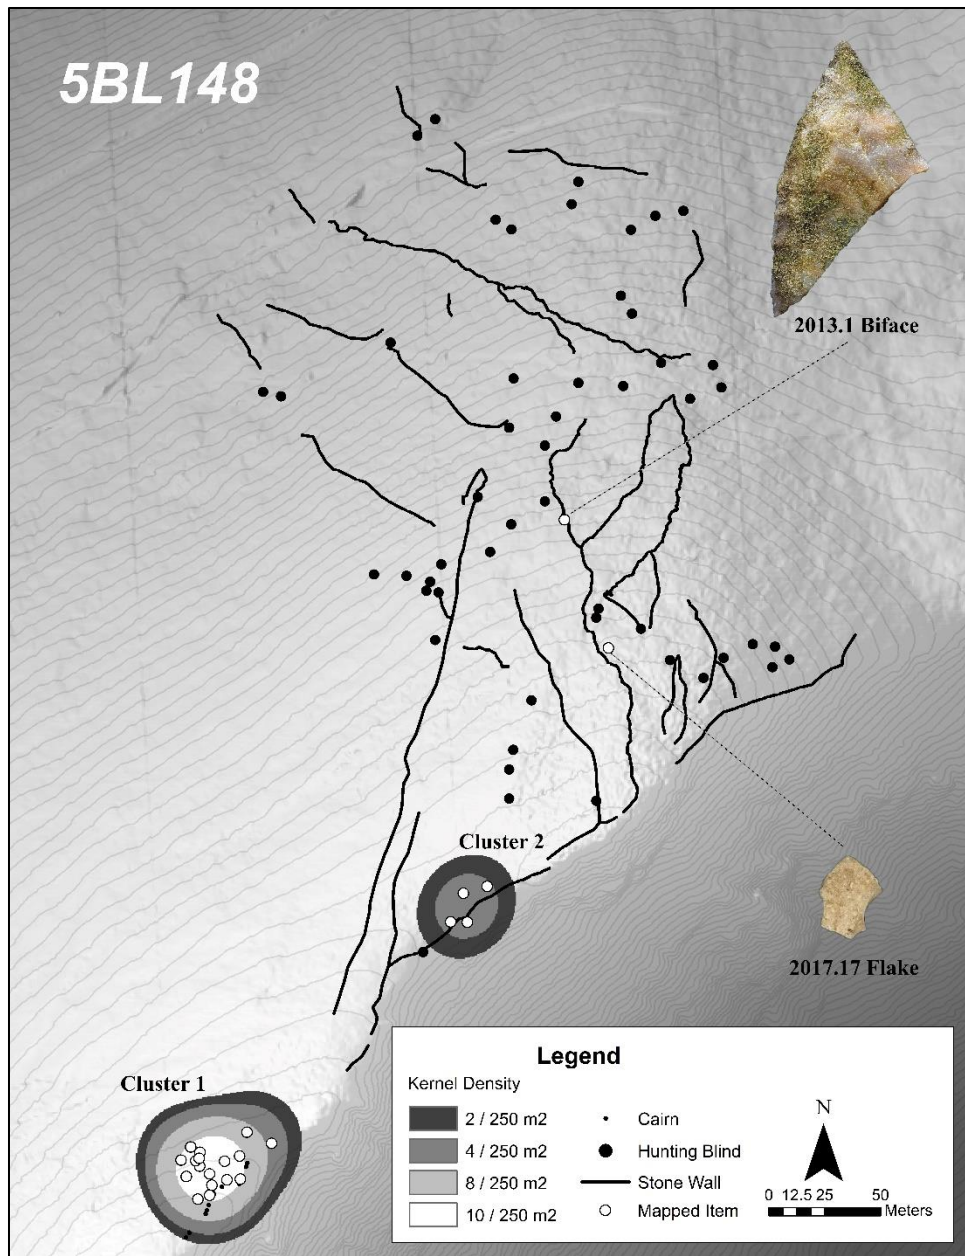 5BL148
2013.1 Biface
Cluster 2
2017.17 Flake
Cluster 1
Legend
Kernel Density
2 / 250 m2
4 / 250 m2
8 / 250 m2
10 / 250 m2
Cairn
Hunting Blind
Stone Wall
Mapped Item
N
0 12.5 25 50
Meters